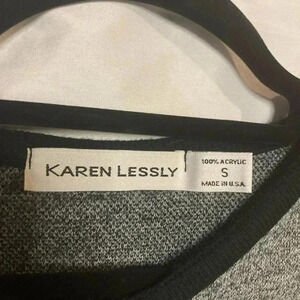 KAREN LESSLY
100% ACRYLIC
S
MADE IN U.S.A.